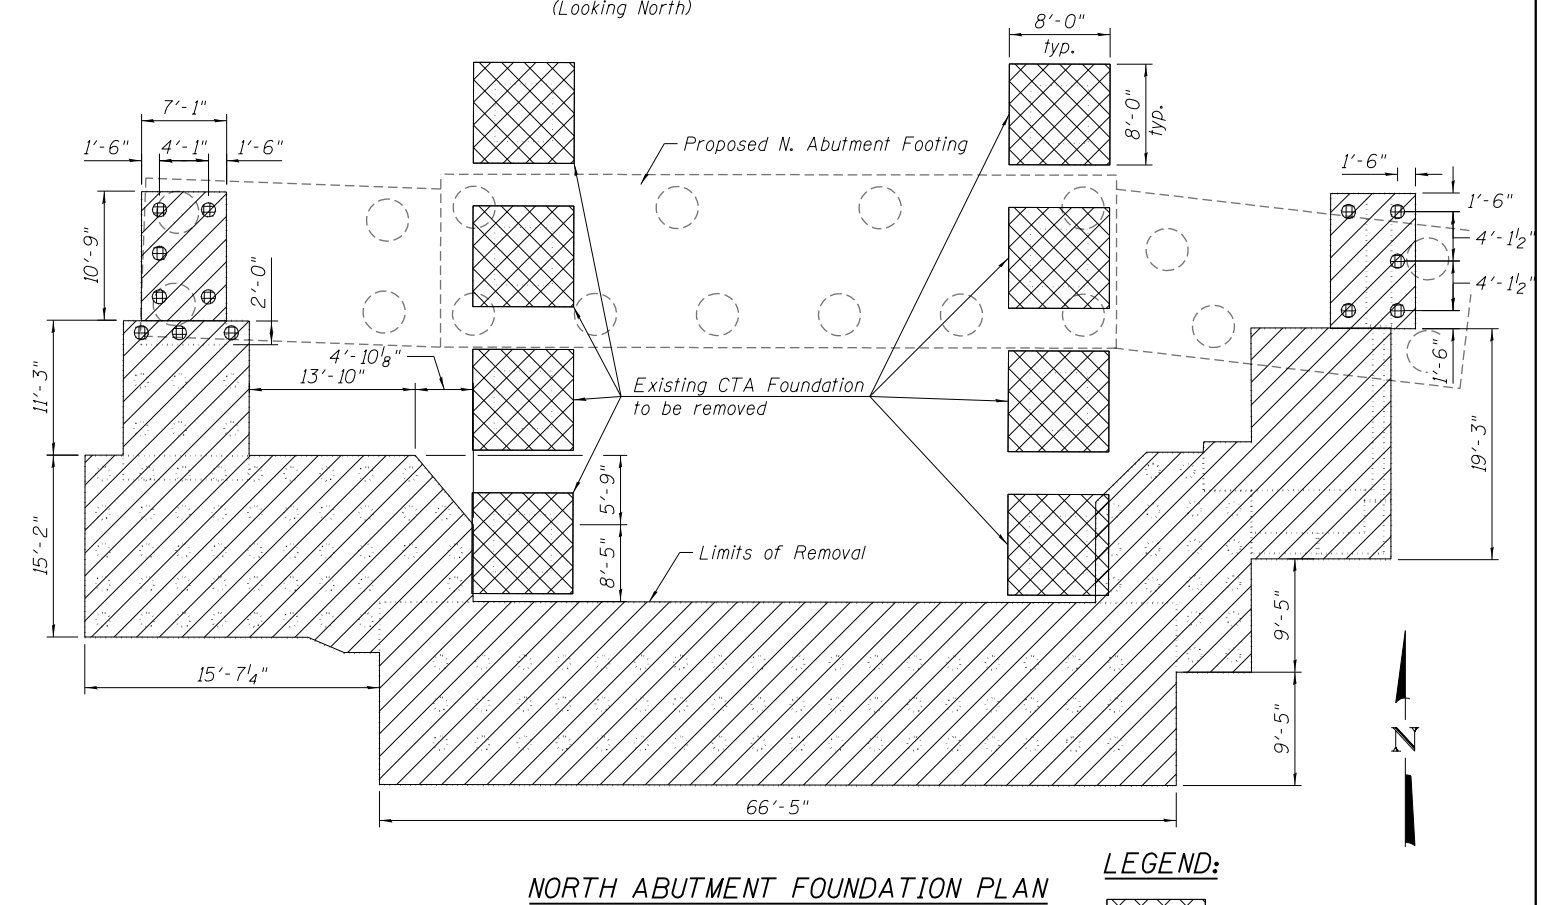 (Looking North)
8'-0"
typ.
8'-0"
typ.
7'-1"
1'-6"
4'-1"
1'-6"
Proposed N. Abutment Footing
1'-6"
1'-6"
4'-1½"
4'-1½"
1'-6"
10'-9"
2'-0"
4'-10⅛"
13'-10"
11'-3"
Existing CTA Foundation
to be removed
19'-3"
5'-9"
15'-2"
Limits of Removal
8'-5"
9'-5"
15'-7¼"
9'-5"
N
66'-5"
NORTH ABUTMENT FOUNDATION PLAN
LEGEND: